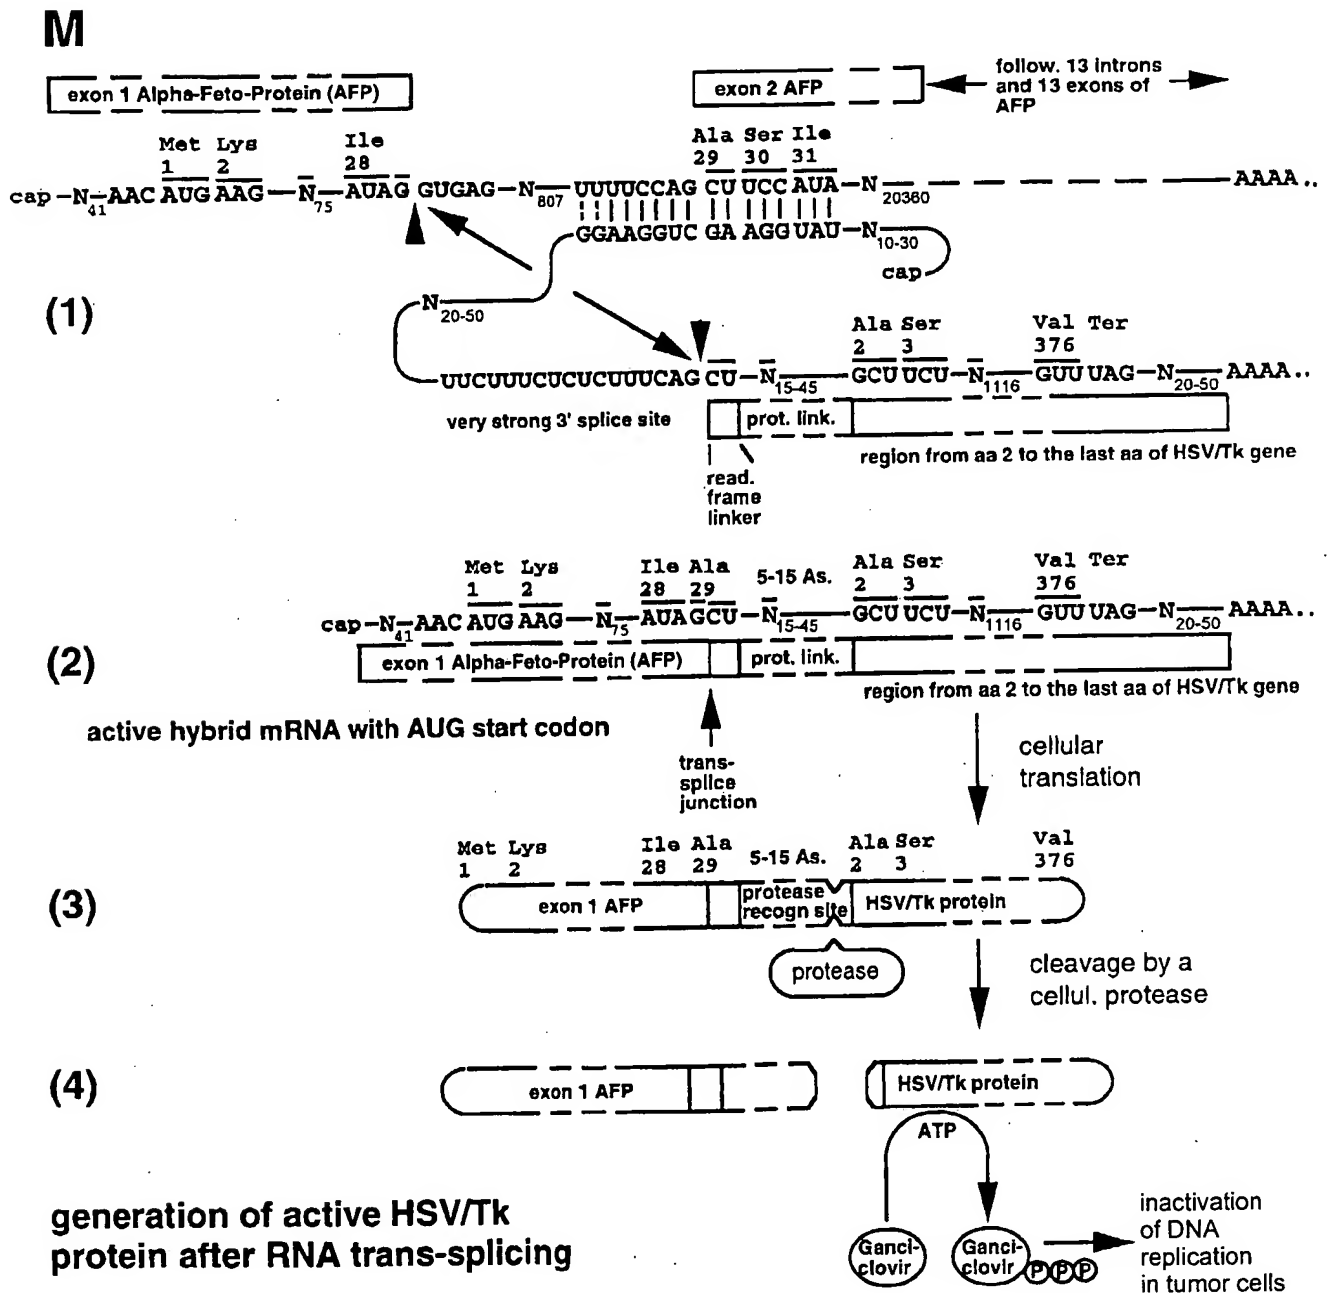 M
exon 1 Alpha-Feto-Protein (AFP)
exon 2 AFP
follow. 13 introns
and 13 exons of
AFP
Met Lys Ile Ala Ser Ile
1 2 28 29 30 31
cap-N41-AAC AUG AAG-N75-AUAG GUGAG-N807-UUUUCCAG CUUCC AUA-N20360 AAAA..
GGAAGGUC GA AGG UAU-N10-30
cap
(1)
N20-50
Ala Ser Val Ter
2 3 376
UUCUUUCUCUCUUUCAG CU-N15-45 GCU UCU-N1116 GUU UAG-N20-50 AAAA..
very strong 3' splice site
prot. link.
region from aa 2 to the last aa of HSV/Tk gene
read.
frame
linker
Met Lys Ile Ala 5-15 As. Ala Ser Val Ter
1 2 28 29 2 3 376
cap-N41-AAC AUG AAG-N75-AUAGCU-N15-45 GCU UCU-N1116 GUU UAG-N20-50 AAAA..
(2)
exon 1 Alpha-Feto-Protein (AFP)
prot. link.
region from aa 2 to the last aa of HSV/Tk gene
active hybrid mRNA with AUG start codon
trans-
splice
junction
cellular
translation
Met Lys Ile Ala 5-15 As. Ala Ser Val
1 2 28 29 2 3 376
(3)
exon 1 AFP
protease
recogn site
HSV/Tk protein
protease
cleavage by a
cellul. protease
(4)
exon 1 AFP
HSV/Tk protein
ATP
generation of active HSV/Tk
protein after RNA trans-splicing
Ganci-
clovir
Ganci-
clovir
P P P
inactivation
of DNA
replication
in tumor cells